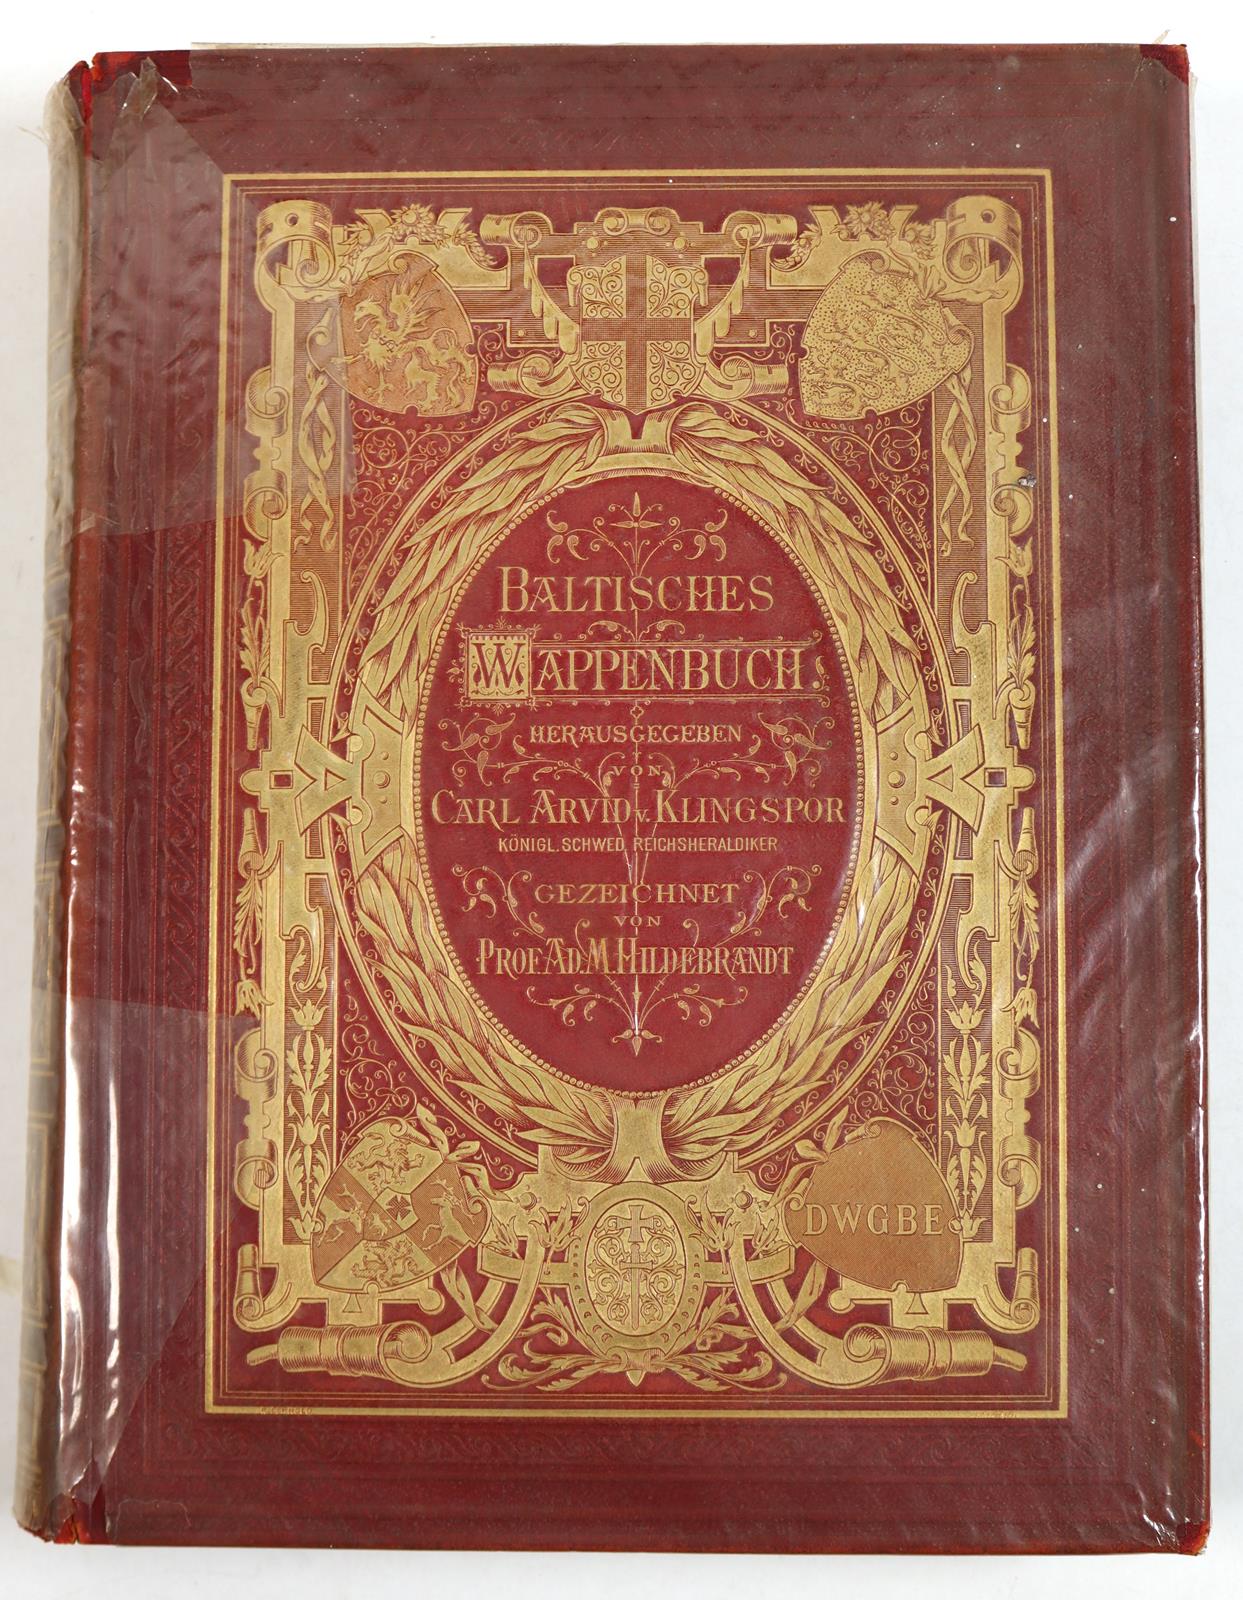 BALTISCHES
WAPPENBUCH
HERAUSGEGEBEN
VON
CARL ARVID V. KLINGSPOR
KÖNIGL. SCHWED. REICHSHERALDIKER
GEZEICHNET
VON
PROF. AD. M. HILDEBRANDT
DWGBE